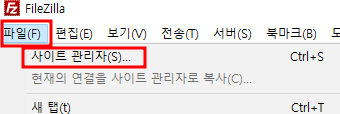 FileZilla
파일(F) 편집(E) 보기(V) 전송(T) 서버(S) 북마크(B)
사이트 관리자(S)... Ctrl+S
현재의 연결을 사이트 관리자로 복사(C)...
새 탭(t) Ctrl+T